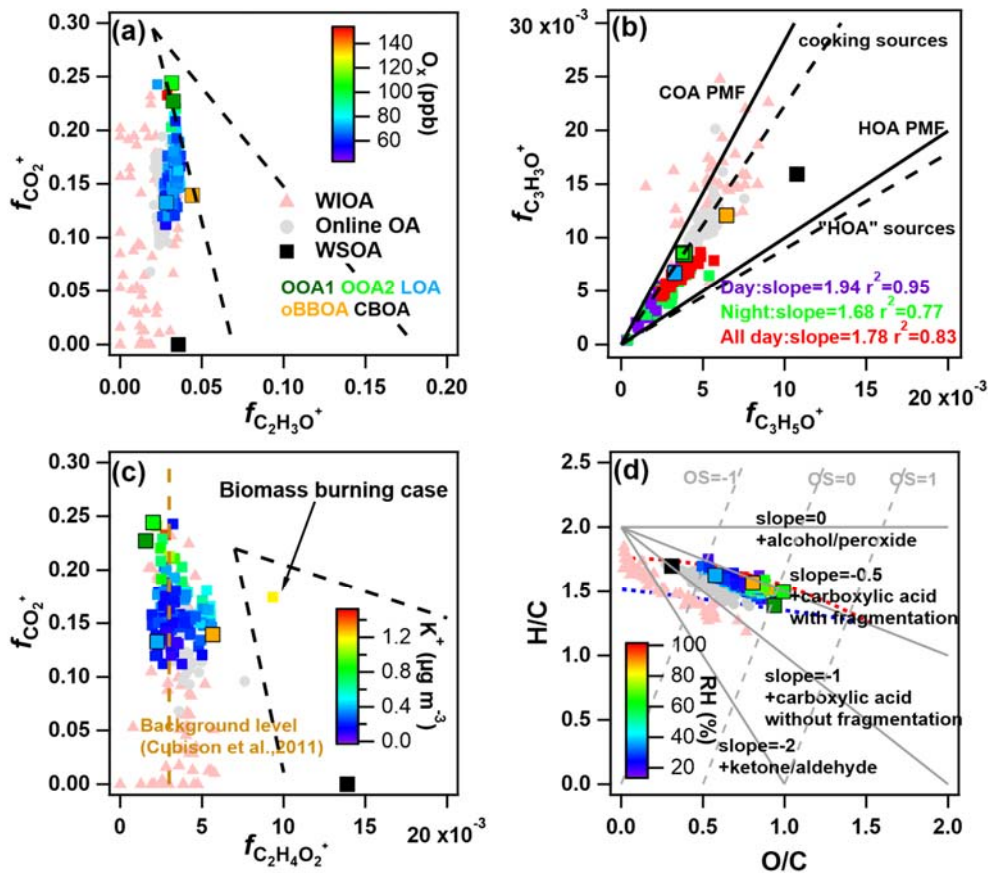 (a)
0.30
0.25
0.20
0.15
0.10
0.05
0.00
fCO2+
0.00
0.05
0.10
0.15
0.20
fC2H3O+
140
120
100
80
60
Ox (ppb)
WIOA
Online OA
WSOA
OOA1 OOA2 LOA
oBBOA CBOA
(b)
30 x10-3
25
20
15
10
5
0
fC3H3O+
0
5
10
15
20 x10-3
fC3H5O+
cooking sources
COA PMF
HOA PMF
"HOA" sources
Day:slope=1.94 r2=0.95
Night:slope=1.68 r2=0.77
All day:slope=1.78 r2=0.83
(c)
0.30
0.25
0.20
0.15
0.10
0.05
0.00
fCO2+
0
5
10
15
20 x10-3
fC2H4O2+
Biomass burning case
Background level
(Cubison et al.,2011)
1.2
0.8
0.4
0.0
K+ (μg m-3)
(d)
2.5
2.0
1.5
1.0
0.5
0.0
H/C
0.0
0.5
1.0
1.5
2.0
O/C
OS=-1
OS=0
OS=1
slope=0
+alcohol/peroxide
slope=-0.5
+carboxylic acid
with fragmentation
slope=-1
+carboxylic acid
without fragmentation
slope=-2
+ketone/aldehyde
100
80
60
40
20
RH (%)